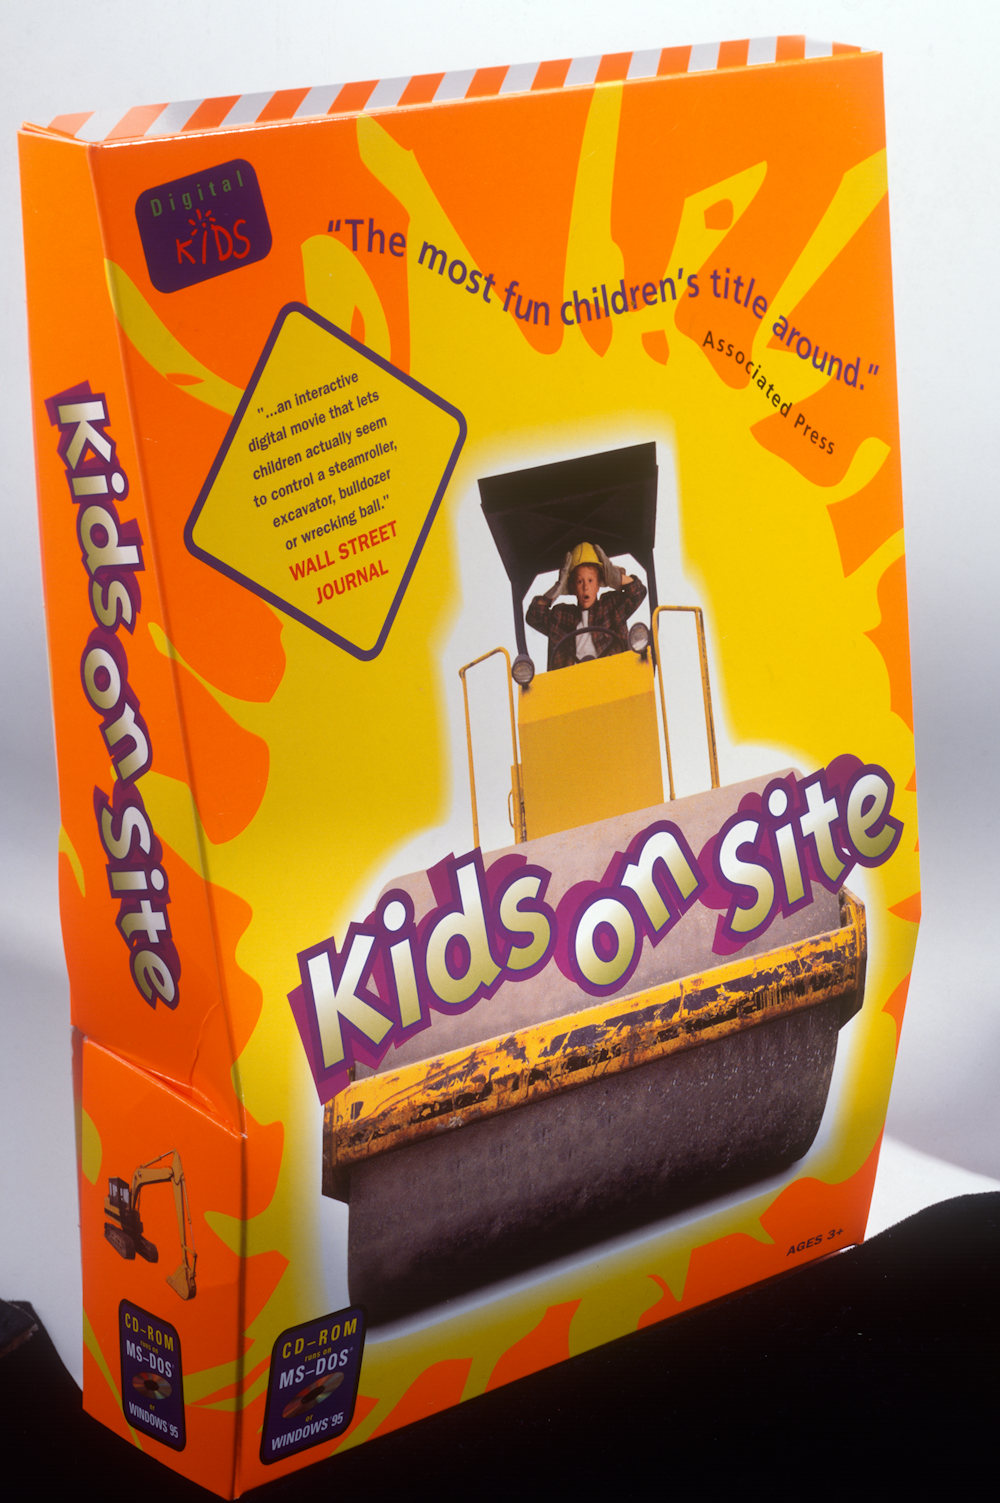 Digital
KiDS
"The most fun children's title around."
Associated Press
"...an interactive
digital movie that lets
children actually seem
to control a steamroller,
excavator, bulldozer
or wrecking ball."
WALL STREET
JOURNAL
Kids on Site
Kids on Site
AGES 3+
CD-ROM
runs on
MS-DOS®
or
WINDOWS '95
CD-ROM
runs on
MS-DOS®
or
WINDOWS '95